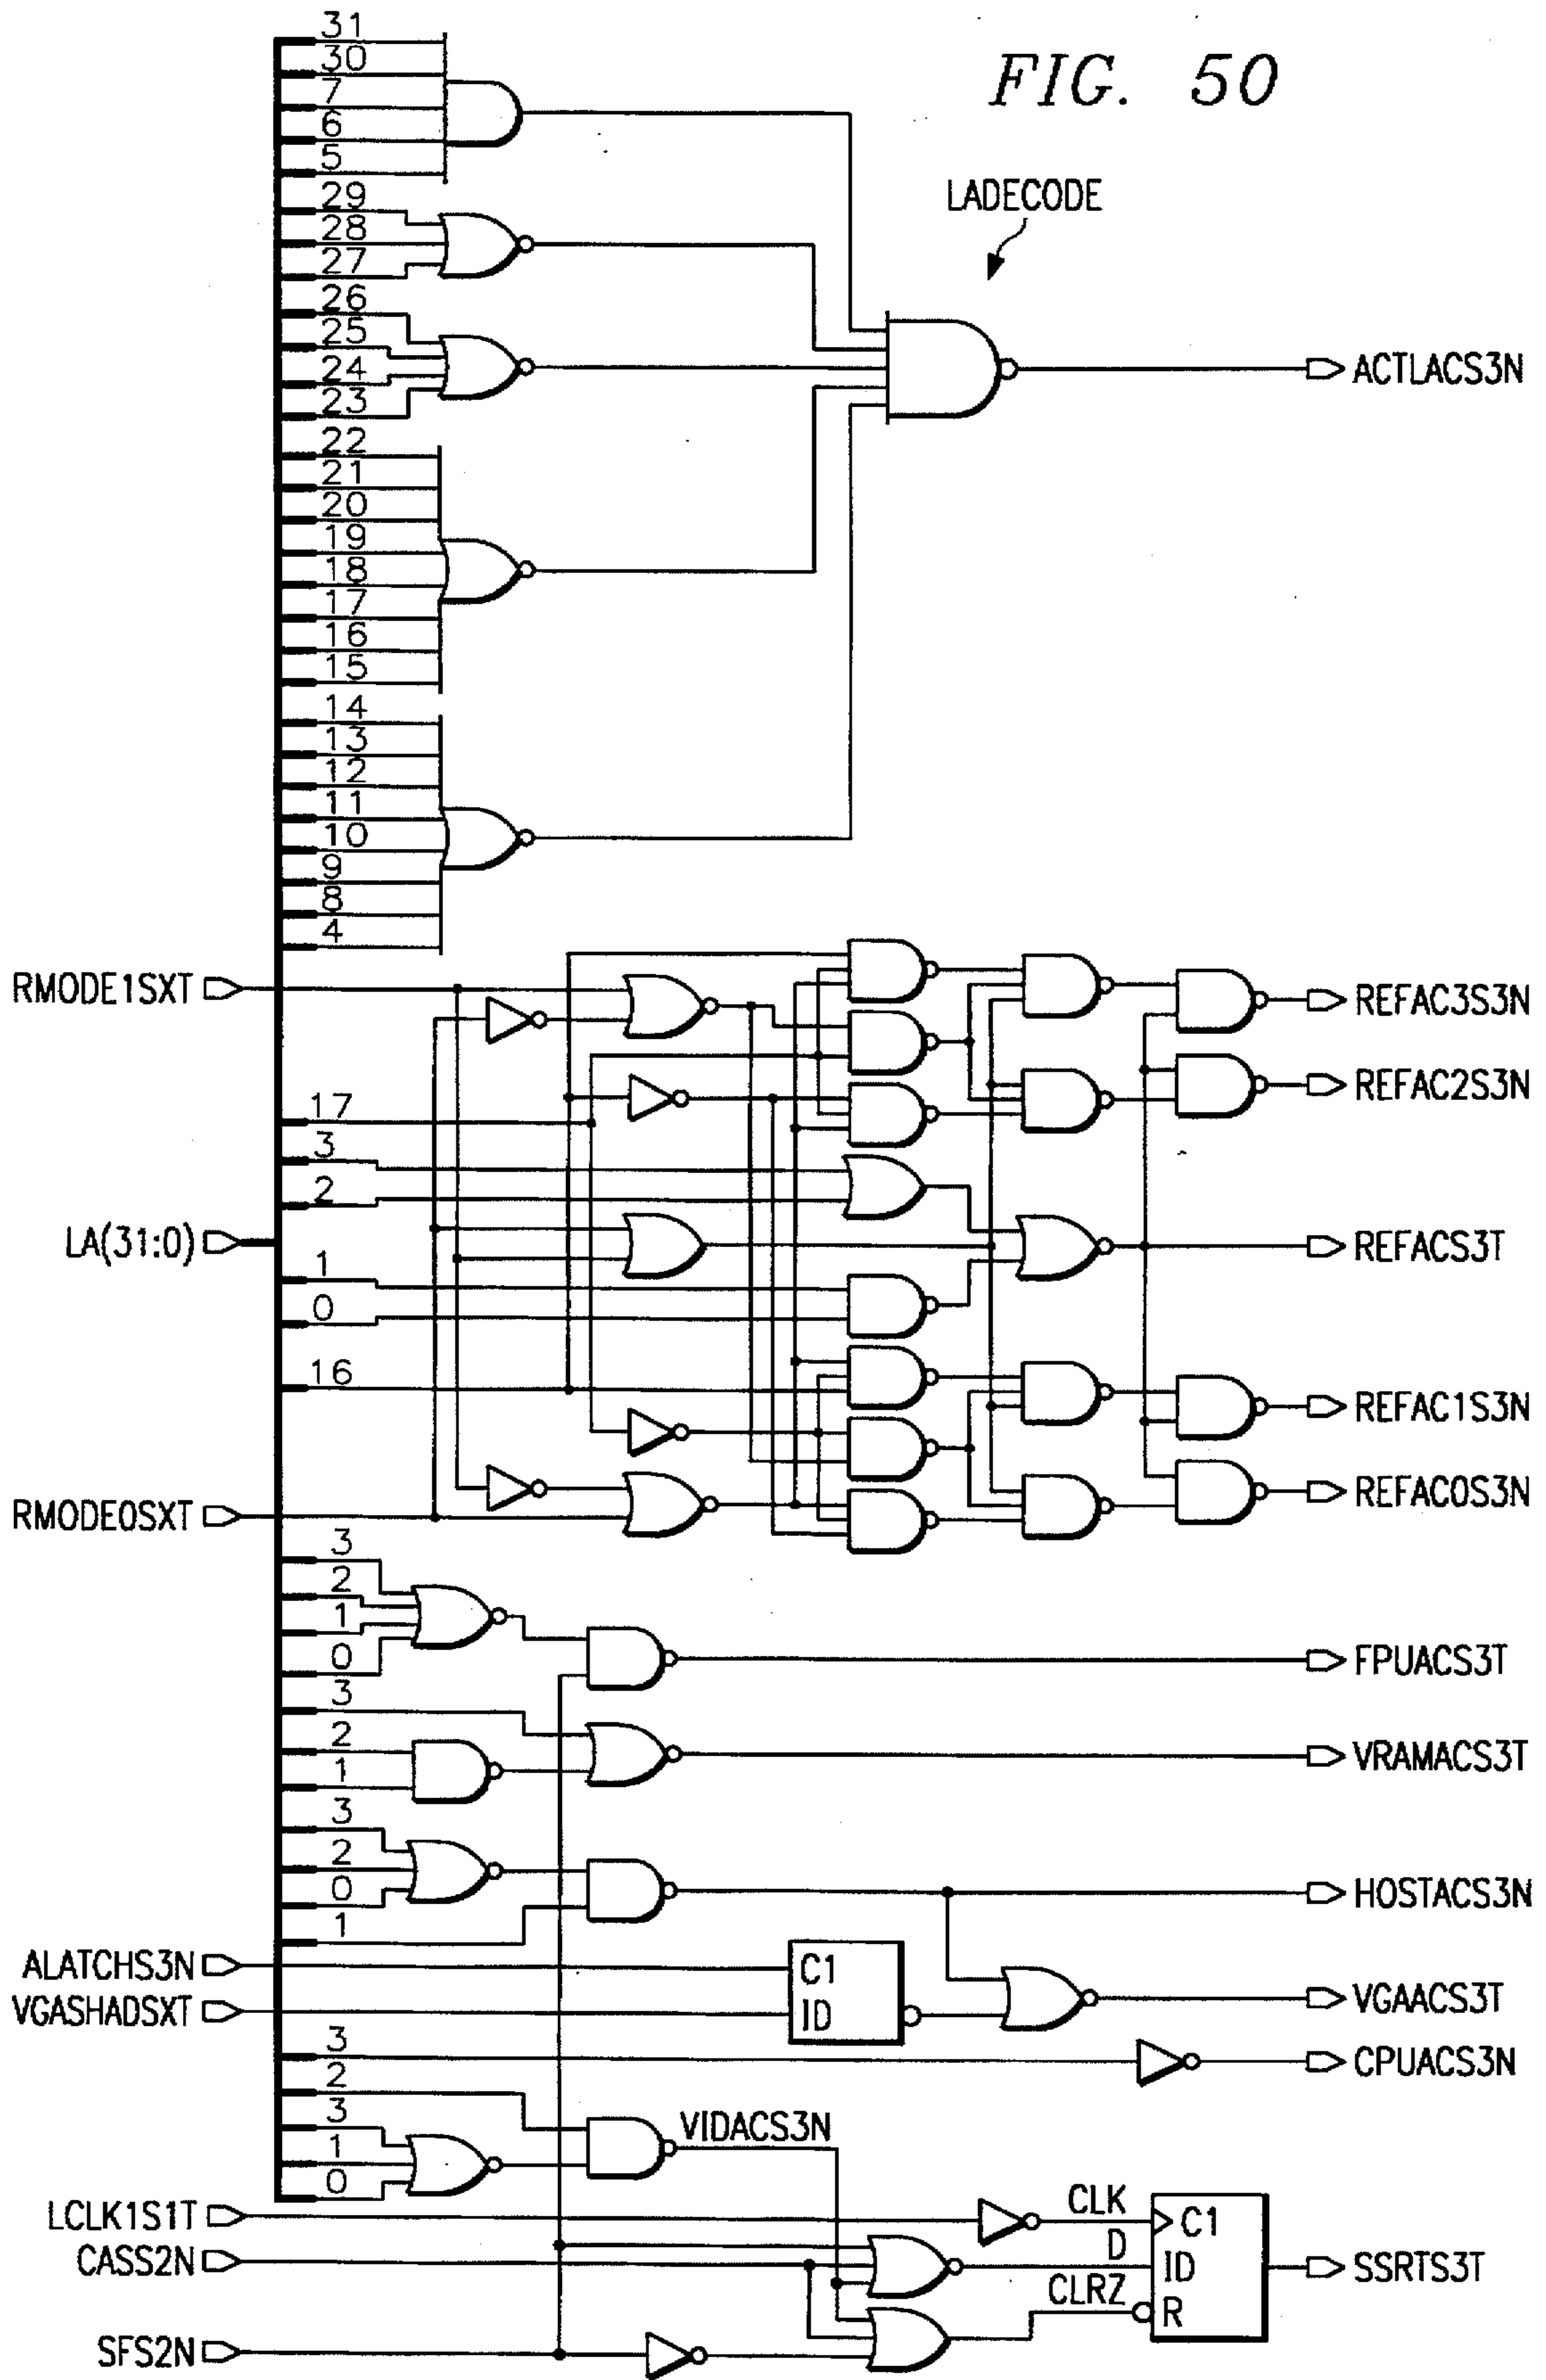 FIG. 50
LADECODE
31
30
7
6
5
29
28
27
26
25
24
23
22
21
20
19
18
17
16
15
14
13
12
11
10
9
8
4
ACTLACS3N
RMODE1SXT
REFAC3S3N
REFAC2S3N
17
3
2
LA(31:0)
REFACS3T
1
0
16
REFAC1S3N
REFAC0S3N
RMODE0SXT
3
2
1
0
FPUACS3T
3
2
1
VRAMACS3T
3
2
0
1
HOSTACS3N
ALATCHS3N
C1
VGASHADSXT
ID
VGAACS3T
3
CPUACS3N
2
3
1
0
VIDACS3N
LCLK1S1T
CLK
C1
CASS2N
D
ID
SSRTS3T
CLRZ
R
SFS2N